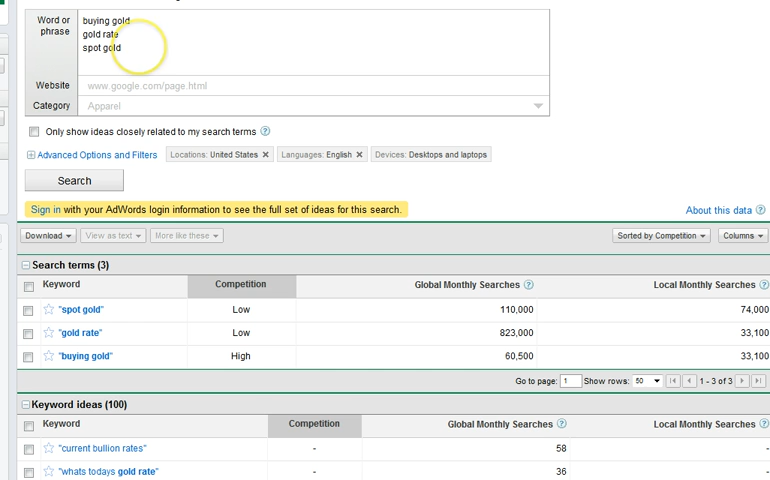 Word or phrase
buying gold
gold rate
spot gold
Website www.google.com/page.html
Category Apparel
Only show ideas closely related to my search terms ?
Advanced Options and Filters Locations: United States × Languages: English × Devices: Desktops and laptops
Search
Sign in with your AdWords login information to see the full set of ideas for this search. About this data ?
Download View as text More like these Sorted by Competition Columns
Search terms (3)
Keyword Competition Global Monthly Searches ? Local Monthly Searches ?
"spot gold" Low 110,000 74,000
"gold rate" Low 823,000 33,100
"buying gold" High 60,500 33,100
Go to page: 1 Show rows: 50 1 - 3 of 3
Keyword ideas (100)
Keyword Competition Global Monthly Searches ? Local Monthly Searches ?
"current bullion rates" - 58 -
"whats todays gold rate" - 36 -